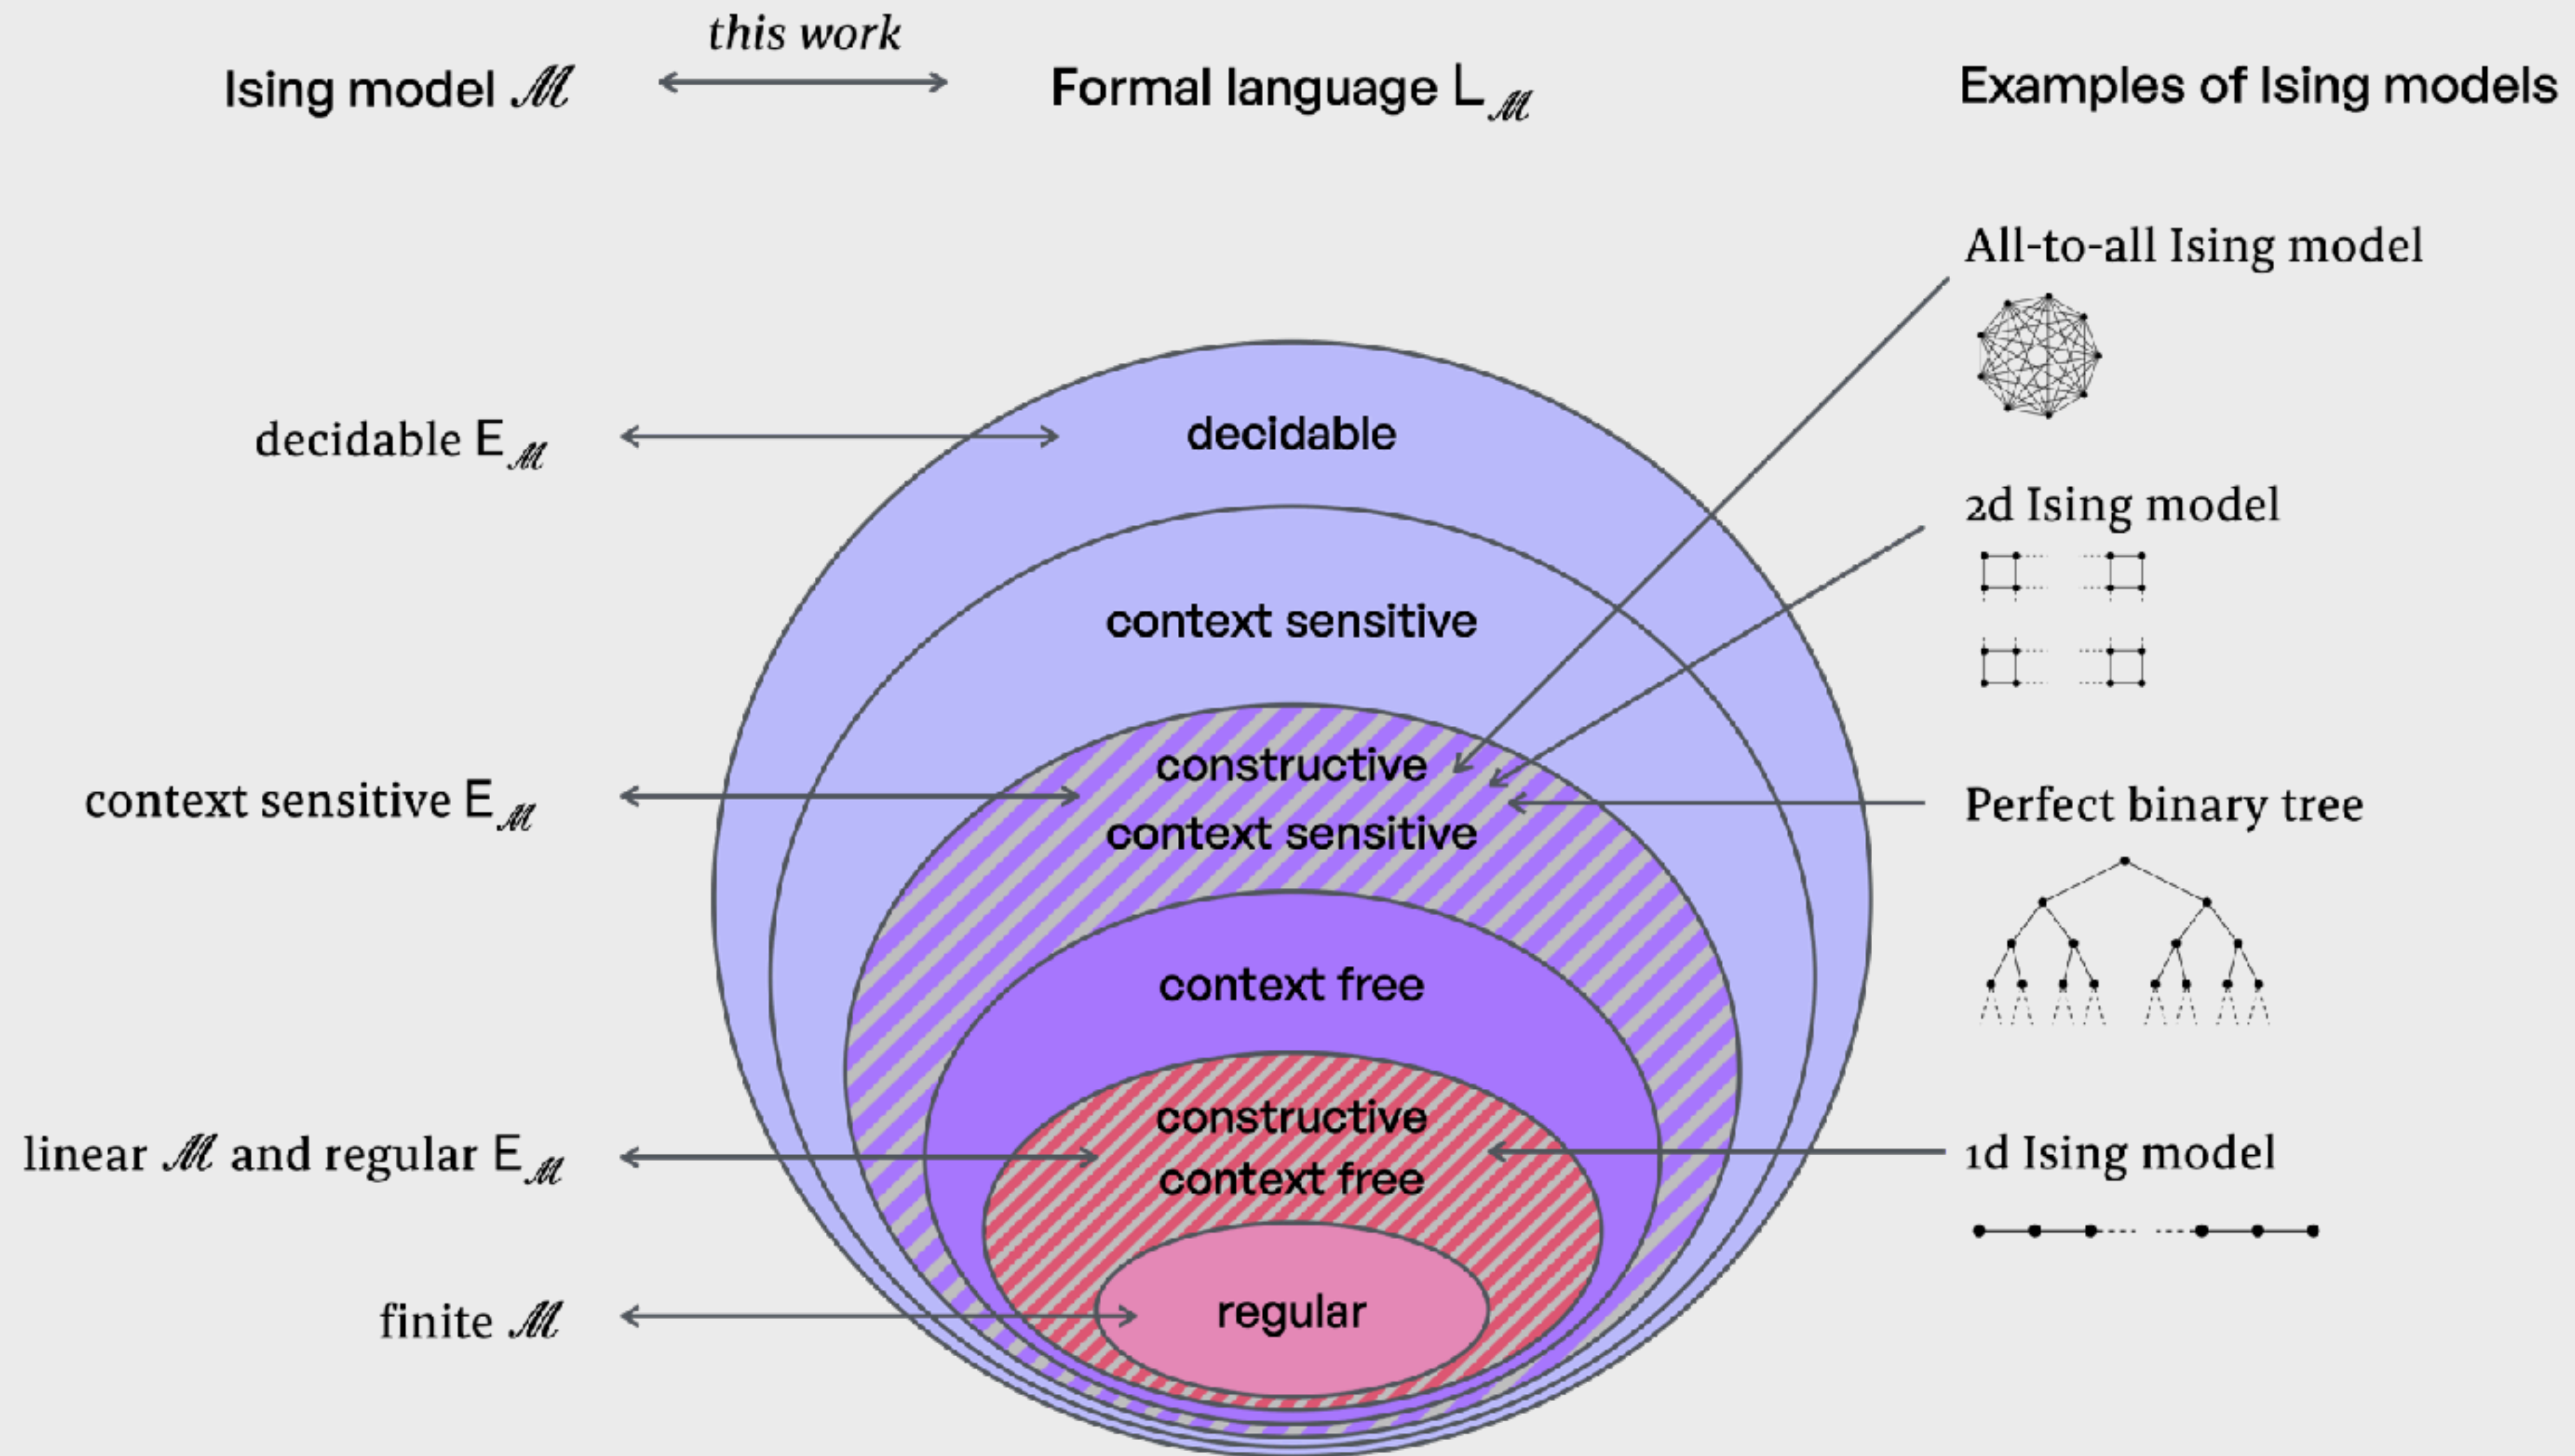 this work
Ising model ℳ
Formal language L_ℳ
Examples of Ising models
All-to-all Ising model
decidable E_ℳ
decidable
2d Ising model
context sensitive
context sensitive E_ℳ
constructive
context sensitive
Perfect binary tree
context free
linear ℳ and regular E_ℳ
constructive
context free
1d Ising model
finite ℳ
regular